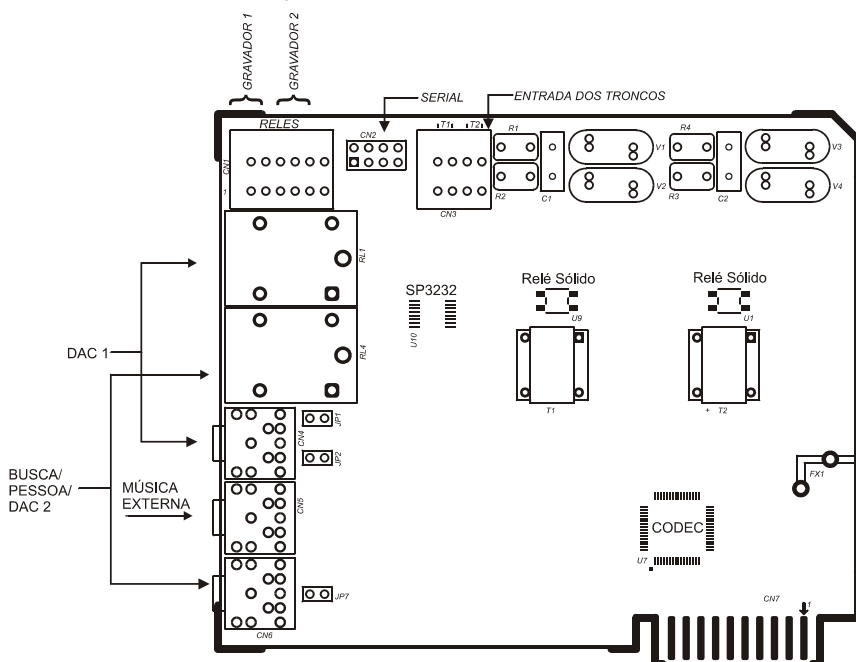 GRAVADOR 1
GRAVADOR 2
SERIAL
ENTRADA DOS TRONCOS
RELES
CN1
1
CN2
T1
T2
CN3
R1
R2
C1
V1
V2
R4
R3
C2
V3
V4
RL1
RL4
SP3232
U10
Relé Sólido
U9
T1
Relé Sólido
U1
+ T2
DAC 1
BUSCA/
PESSOA/
DAC 2
MÚSICA
EXTERNA
CN4
JP1
JP2
CN5
CN6
JP7
FX1
CODEC
U7
CN7
1